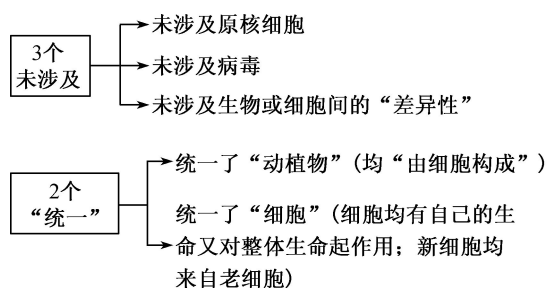 3个
未涉及
未涉及原核细胞
未涉及病毒
未涉及生物或细胞间的“差异性”
2个
“统一”
统一了“动植物”(均“由细胞构成”)
统一了“细胞”(细胞均有自己的生
命又对整体生命起作用；新细胞均
来自老细胞)